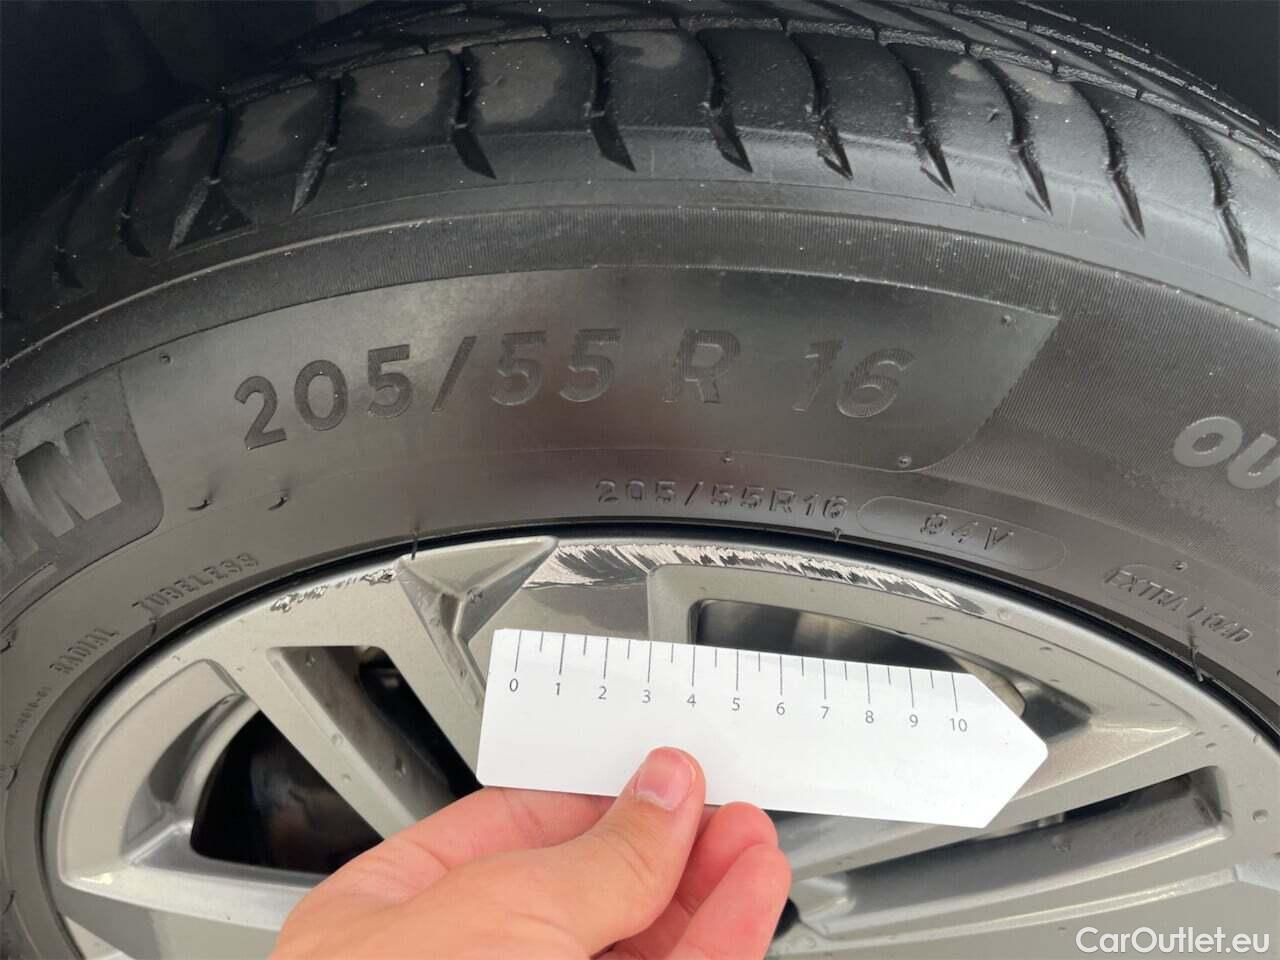 205/55 R 16
205/55R16 94V
EXTRA LOAD
TUBELESS
RADIAL
0 1 2 3 4 5 6 7 8 9 10
CarOutlet.eu